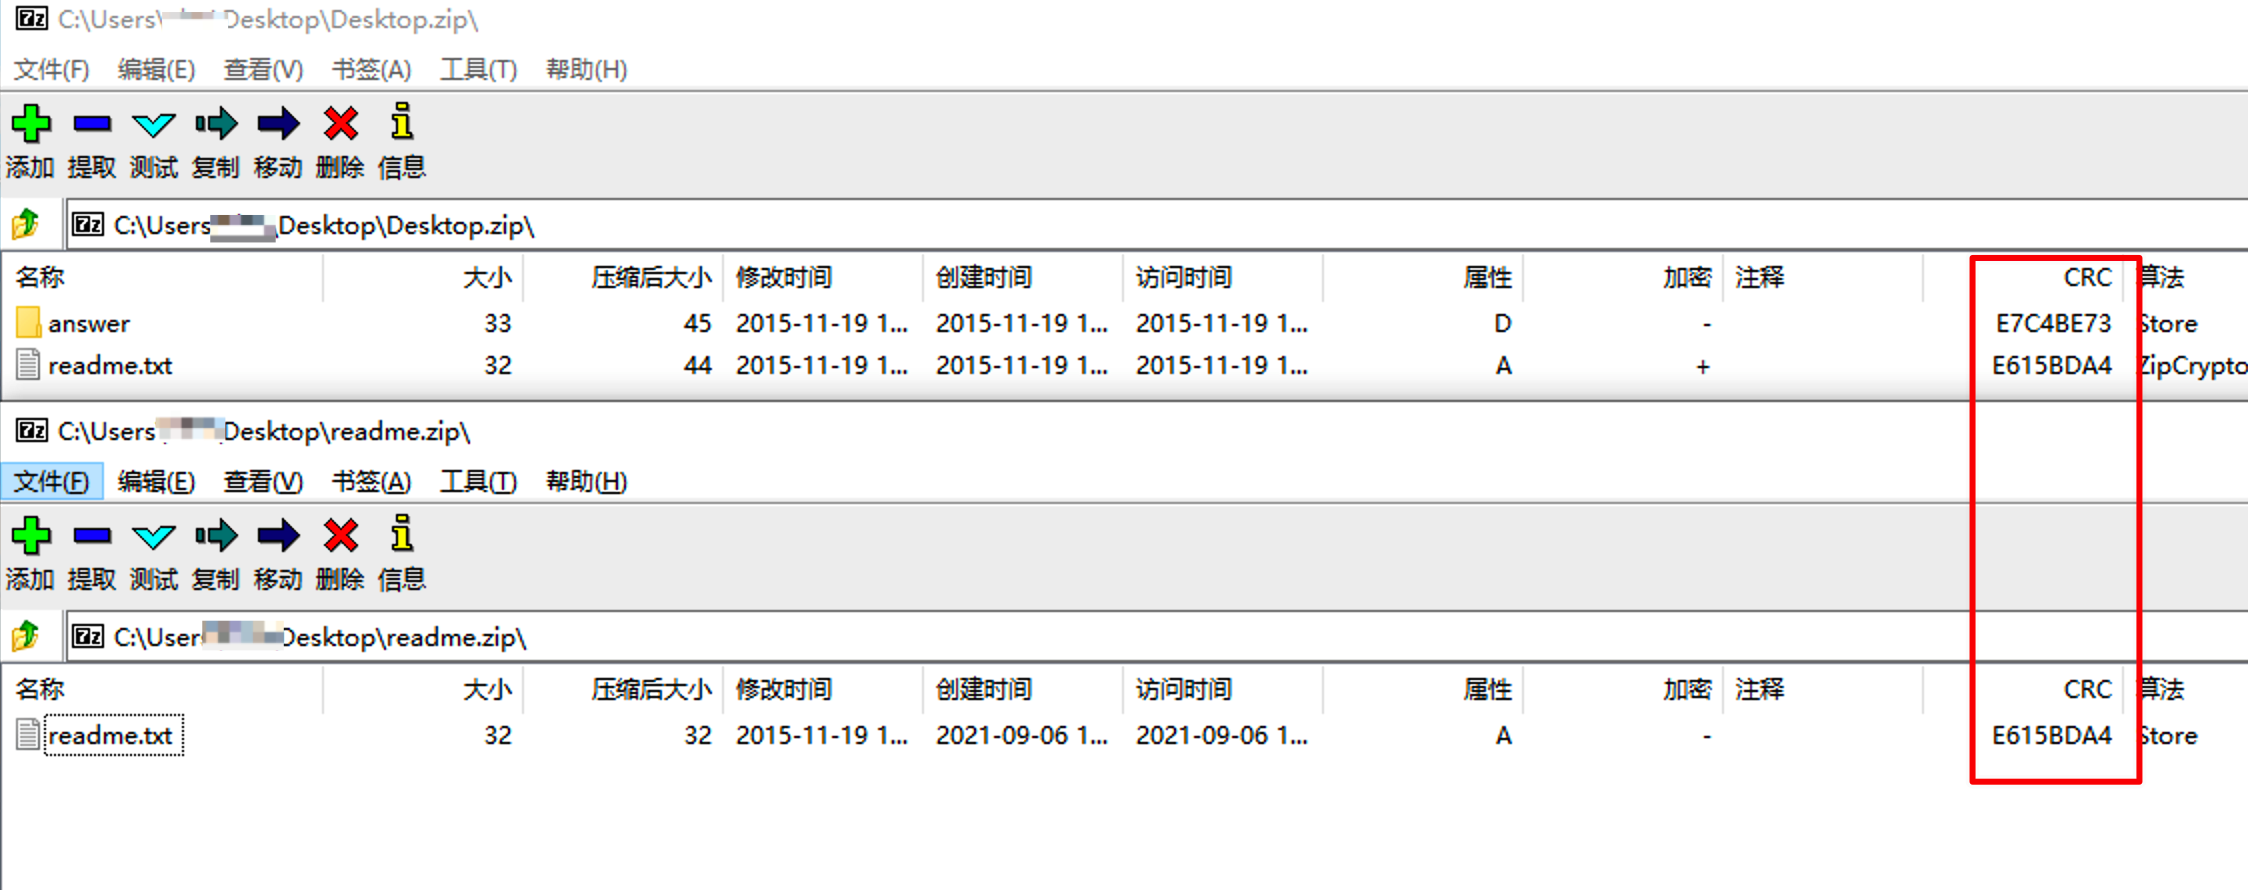 C:\Users\ Desktop\Desktop.zip\
文件(F) 编辑(E) 查看(V) 书签(A) 工具(T) 帮助(H)
添加 提取 测试 复制 移动 删除 信息
C:\Users \Desktop\Desktop.zip\
名称 大小 压缩后大小 修改时间 创建时间 访问时间 属性 加密 注释 CRC 算法
answer 33 45 2015-11-19 1... 2015-11-19 1... 2015-11-19 1... D - E7C4BE73 Store
readme.txt 32 44 2015-11-19 1... 2015-11-19 1... 2015-11-19 1... A + E615BDA4 ZipCrypto
C:\Users Desktop\readme.zip\
文件(F) 编辑(E) 查看(V) 书签(A) 工具(T) 帮助(H)
添加 提取 测试 复制 移动 删除 信息
C:\User Desktop\readme.zip\
名称 大小 压缩后大小 修改时间 创建时间 访问时间 属性 加密 注释 CRC 算法
readme.txt 32 32 2015-11-19 1... 2021-09-06 1... 2021-09-06 1... A - E615BDA4 Store